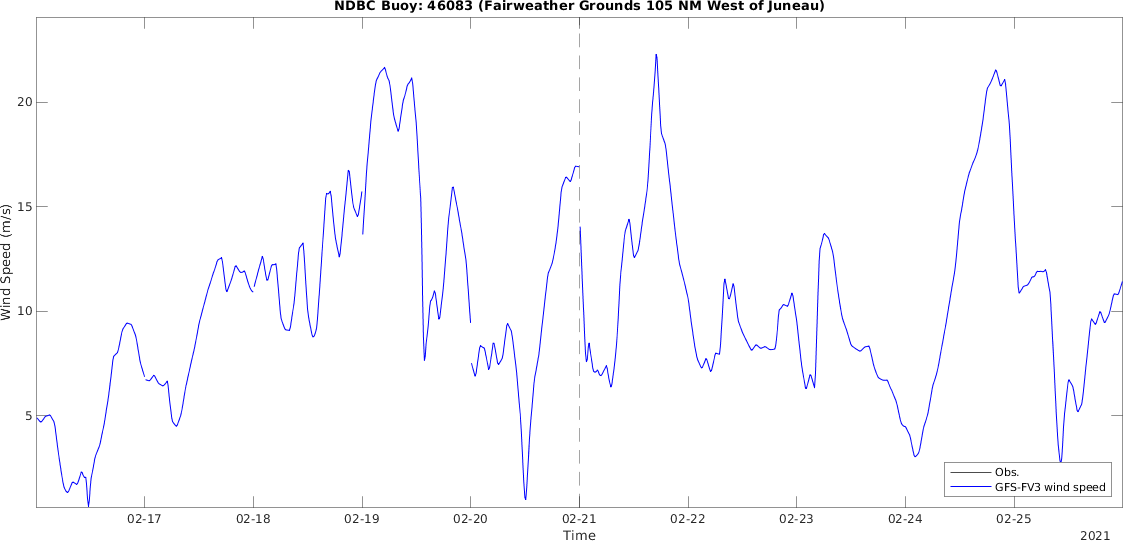 NDBC Buoy: 46083 (Fairweather Grounds 105 NM West of Juneau)
20
15
10
5
Wind Speed (m/s)
Obs.
GFS-FV3 wind speed
02-17 02-18 02-19 02-20 02-21 02-22 02-23 02-24 02-25
Time
2021